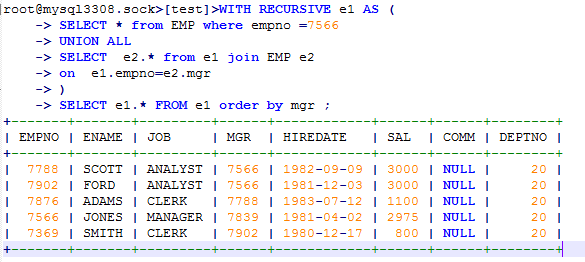 root@mysql3308.sock>[test]>WITH RECURSIVE e1 AS (
    -> SELECT * from EMP where empno =7566
    -> UNION ALL
    -> SELECT  e2.* from e1 join EMP e2
    -> on  e1.empno=e2.mgr
    -> )
    -> SELECT e1.* FROM e1 order by mgr ;
+-------+-------+---------+------+------------+------+------+--------+
| EMPNO | ENAME | JOB     | MGR  | HIREDATE   | SAL  | COMM | DEPTNO |
+-------+-------+---------+------+------------+------+------+--------+
|  7788 | SCOTT | ANALYST | 7566 | 1982-09-09 | 3000 | NULL |     20 |
|  7902 | FORD  | ANALYST | 7566 | 1981-12-03 | 3000 | NULL |     20 |
|  7876 | ADAMS | CLERK   | 7788 | 1983-07-12 | 1100 | NULL |     20 |
|  7566 | JONES | MANAGER | 7839 | 1981-04-02 | 2975 | NULL |     20 |
|  7369 | SMITH | CLERK   | 7902 | 1980-12-17 |  800 | NULL |     20 |
+-------+-------+---------+------+------------+------+------+--------+